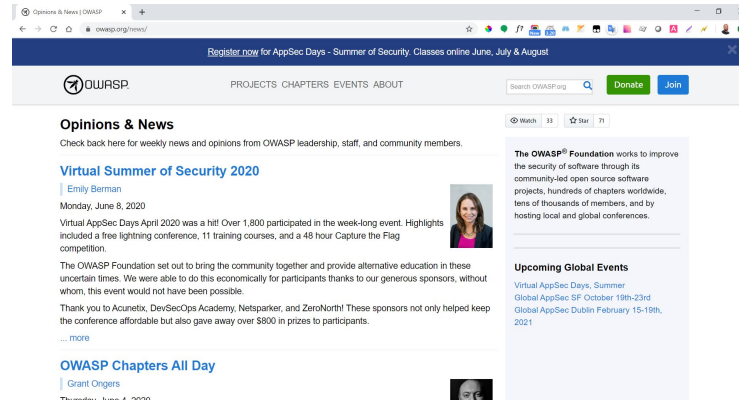 Opinions & News | OWASP
owasp.org/news/
Register now for AppSec Days - Summer of Security. Classes online June, July & August
OWASP
PROJECTS CHAPTERS EVENTS ABOUT
Search OWASP.org
Donate
Join
Watch 33
Star 71
Opinions & News
Check back here for weekly news and opinions from OWASP leadership, staff, and community members.
Virtual Summer of Security 2020
Emily Berman
Monday, June 8, 2020
Virtual AppSec Days April 2020 was a hit! Over 1,800 participated in the week-long event. Highlights
included a free lightning conference, 11 training courses, and a 48 hour Capture the Flag
competition.
The OWASP Foundation set out to bring the community together and provide alternative education in these
uncertain times. We were able to do this economically for participants thanks to our generous sponsors, without
whom, this event would not have been possible.
Thank you to Acunetix, DevSecOps Academy, Netsparker, and ZeroNorth! These sponsors not only helped keep
the conference affordable but also gave away over $800 in prizes to participants.
... more
OWASP Chapters All Day
Grant Ongers
Thursday, June 4, 2020
The OWASP® Foundation works to improve
the security of software through its
community-led open source software
projects, hundreds of chapters worldwide,
tens of thousands of members, and by
hosting local and global conferences.
Upcoming Global Events
Virtual AppSec Days, Summer
Global AppSec SF October 19th-23rd
Global AppSec Dublin February 15-19th,
2021